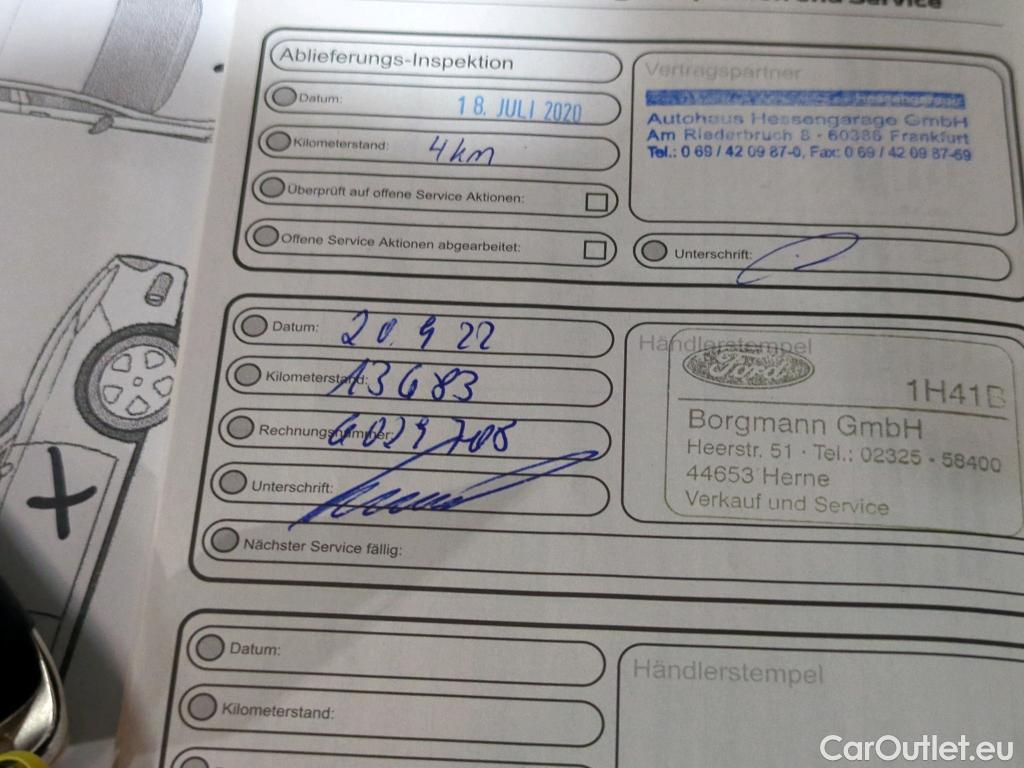 Service
Ablieferungs-Inspektion
Vertragspartner
Datum: 18. JULI 2020
Autohaus Hessengarage GmbH
Am Riederbruch 8 - 60386 Frankfurt
Tel.: 0 69 / 42 09 87-0, Fax: 0 69 / 42 09 87-69
Kilometerstand: 4 km
Überprüft auf offene Service Aktionen:
Offene Service Aktionen abgearbeitet:
Unterschrift:
Datum: 20. 9 22
Kilometerstand: 13683
Rechnungsnummer:
Unterschrift:
Nächster Service fällig:
Händlerstempel
Ford
1H41B
Borgmann GmbH
Heerstr. 51 · Tel.: 02325 - 58400
44653 Herne
Verkauf und Service
Datum:
Kilometerstand:
Händlerstempel
CarOutlet.eu